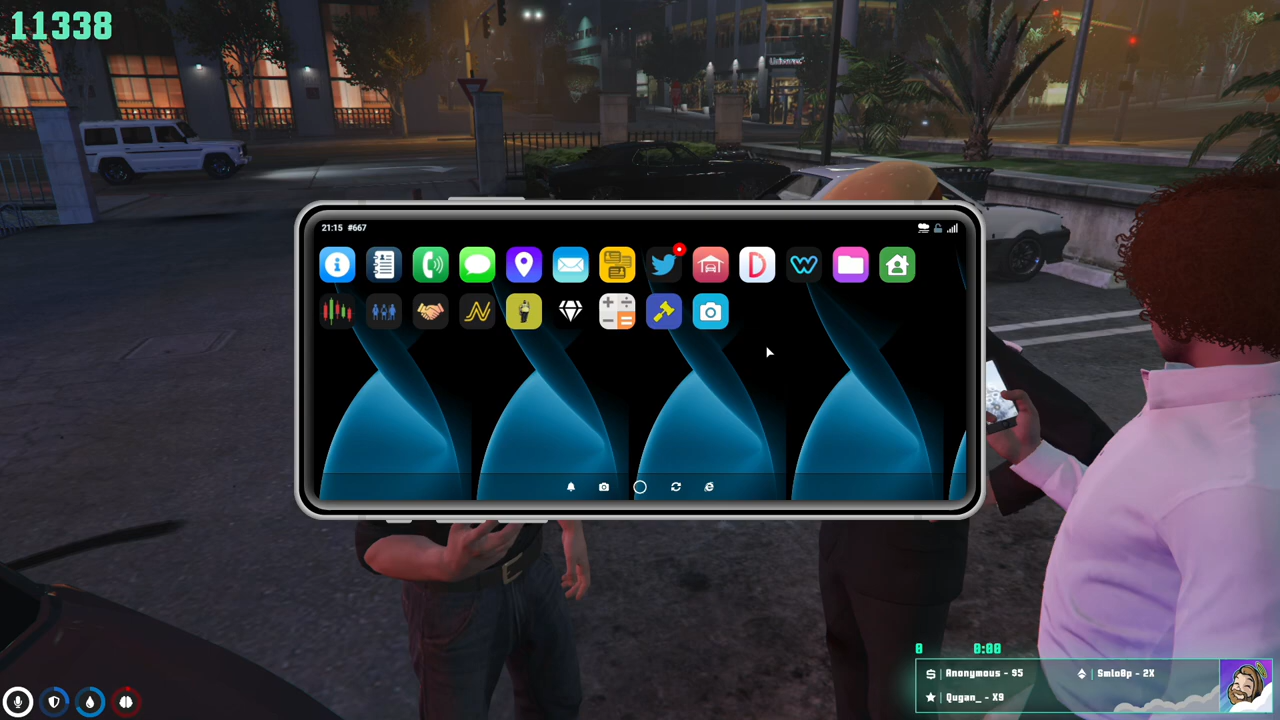 11338
21:15 #667
0 0:00
Anonymous - 95
Smlo8p - 2X
Qugan_ - X9